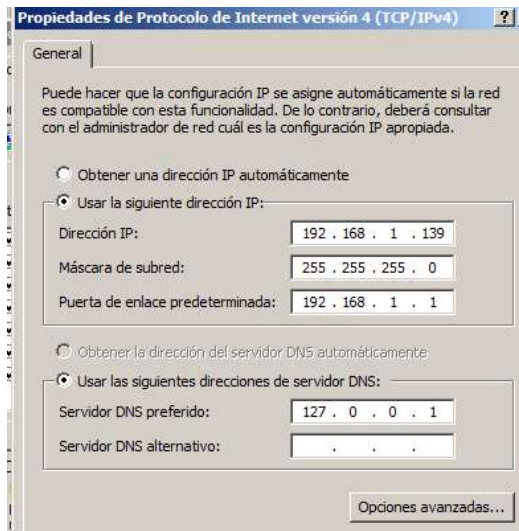 Propiedades de Protocolo de Internet versión 4 (TCP/IPv4)
?
General
Puede hacer que la configuración IP se asigne automáticamente si la red
es compatible con esta funcionalidad. De lo contrario, deberá consultar
con el administrador de red cuál es la configuración IP apropiada.
Obtener una dirección IP automáticamente
Usar la siguiente dirección IP:
Dirección IP: 192 . 168 . 1 . 139
Máscara de subred: 255 . 255 . 255 . 0
Puerta de enlace predeterminada: 192 . 168 . 1 . 1
Obtener la dirección del servidor DNS automáticamente
Usar las siguientes direcciones de servidor DNS:
Servidor DNS preferido: 127 . 0 . 0 . 1
Servidor DNS alternativo: . . .
Opciones avanzadas...